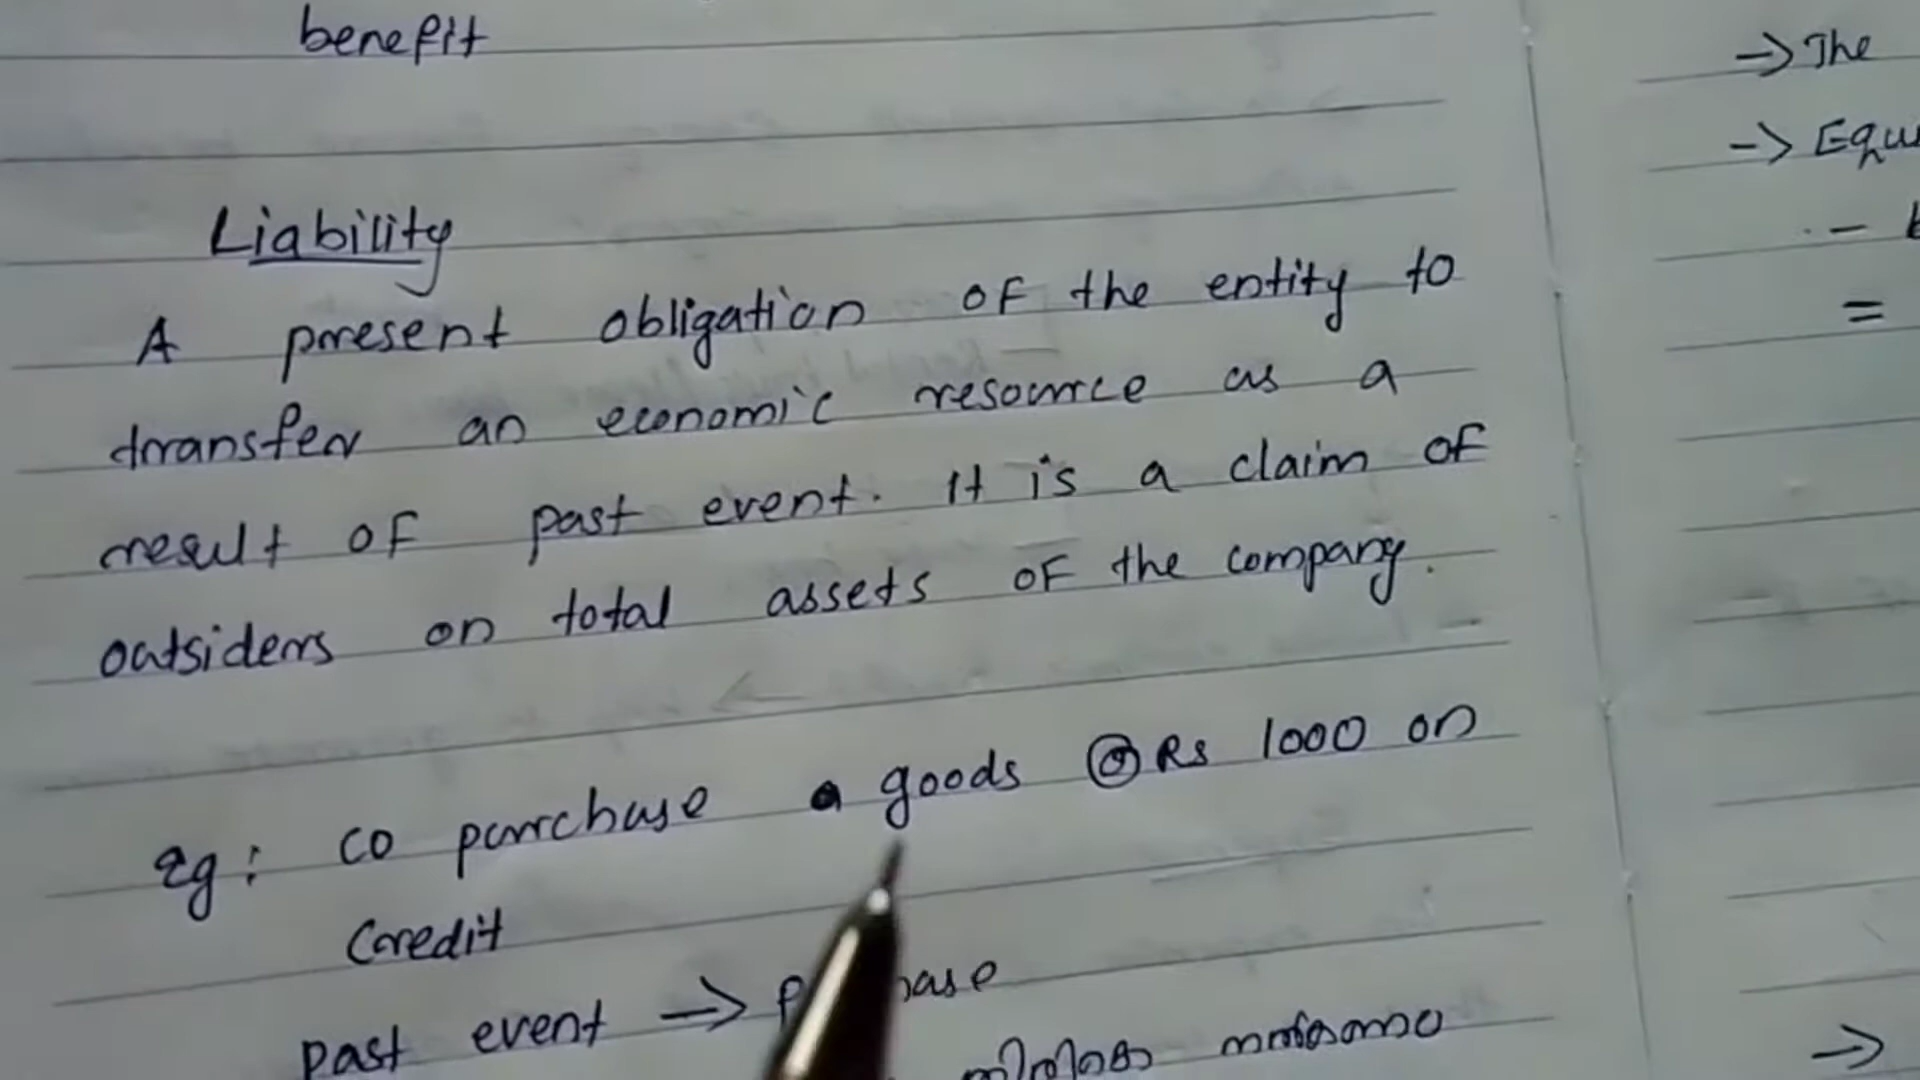 benefit
Liability
A present obligation of the entity to
transfer an economic resource as a
result of past event. It is a claim of
outsiders on total assets of the company.
eg: co purchase a goods @ Rs 1000 on
credit
past event →
→ The
→
-
=
→